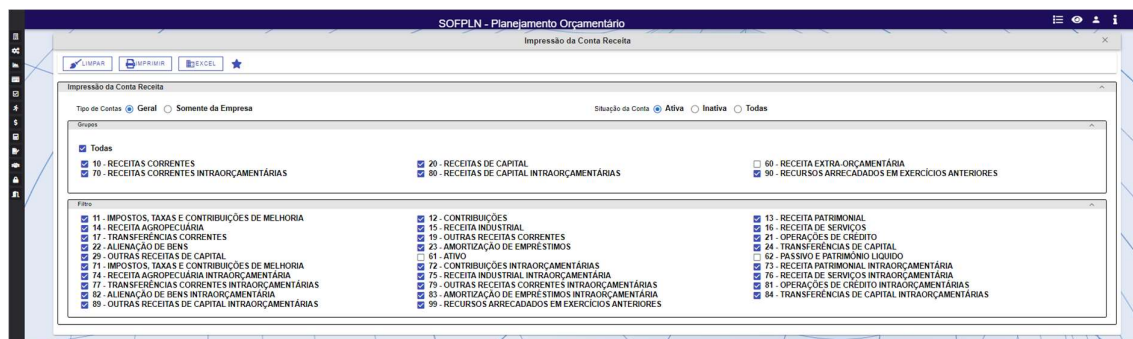 SOFPLN - Planejamento Orçamentário
Impressão da Conta Receita
LIMPAR IMPRIMIR EXCEL
Impressão da Conta Receita
Tipo de Contas Geral Somente da Empresa Situação da Conta Ativa Inativa Todas
Grupos
Todas
10 - RECEITAS CORRENTES 20 - RECEITAS DE CAPITAL 60 - RECEITA EXTRA-ORÇAMENTÁRIA
70 - RECEITAS CORRENTES INTRAORÇAMENTÁRIAS 80 - RECEITAS DE CAPITAL INTRAORÇAMENTÁRIAS 90 - RECURSOS ARRECADADOS EM EXERCÍCIOS ANTERIORES
Filtro
11 - IMPOSTOS, TAXAS E CONTRIBUIÇÕES DE MELHORIA 12 - CONTRIBUIÇÕES 13 - RECEITA PATRIMONIAL
14 - RECEITA AGROPECUÁRIA 15 - RECEITA INDUSTRIAL 16 - RECEITA DE SERVIÇOS
17 - TRANSFERÊNCIAS CORRENTES 19 - OUTRAS RECEITAS CORRENTES 21 - OPERAÇÕES DE CRÉDITO
22 - ALIENAÇÃO DE BENS 23 - AMORTIZAÇÃO DE EMPRÉSTIMOS 24 - TRANSFERÊNCIAS DE CAPITAL
29 - OUTRAS RECEITAS DE CAPITAL 61 - ATIVO 62 - PASSIVO E PATRIMÔNIO LIQUIDO
71 - IMPOSTOS, TAXAS E CONTRIBUIÇÕES DE MELHORIA 72 - CONTRIBUIÇÕES INTRAORÇAMENTÁRIAS 73 - RECEITA PATRIMONIAL INTRAORÇAMENTÁRIA
74 - RECEITA AGROPECUÁRIA INTRAORÇAMENTÁRIA 75 - RECEITA INDUSTRIAL INTRAORÇAMENTÁRIA 76 - RECEITA DE SERVIÇOS INTRAORÇAMENTÁRIA
77 - TRANSFERÊNCIAS CORRENTES INTRAORÇAMENTÁRIAS 79 - OUTRAS RECEITAS CORRENTES INTRAORÇAMENTÁRIAS 81 - OPERAÇÕES DE CRÉDITO INTRAORÇAMENTÁRIAS
82 - ALIENAÇÃO DE BENS INTRAORÇAMENTÁRIA 83 - AMORTIZAÇÃO DE EMPRÉSTIMOS INTRAORÇAMENTÁRIA 84 - TRANSFERÊNCIAS DE CAPITAL INTRAORÇAMENTÁRIAS
89 - OUTRAS RECEITAS DE CAPITAL INTRAORÇAMENTÁRIAS 99 - RECURSOS ARRECADADOS EM EXERCÍCIOS ANTERIORES